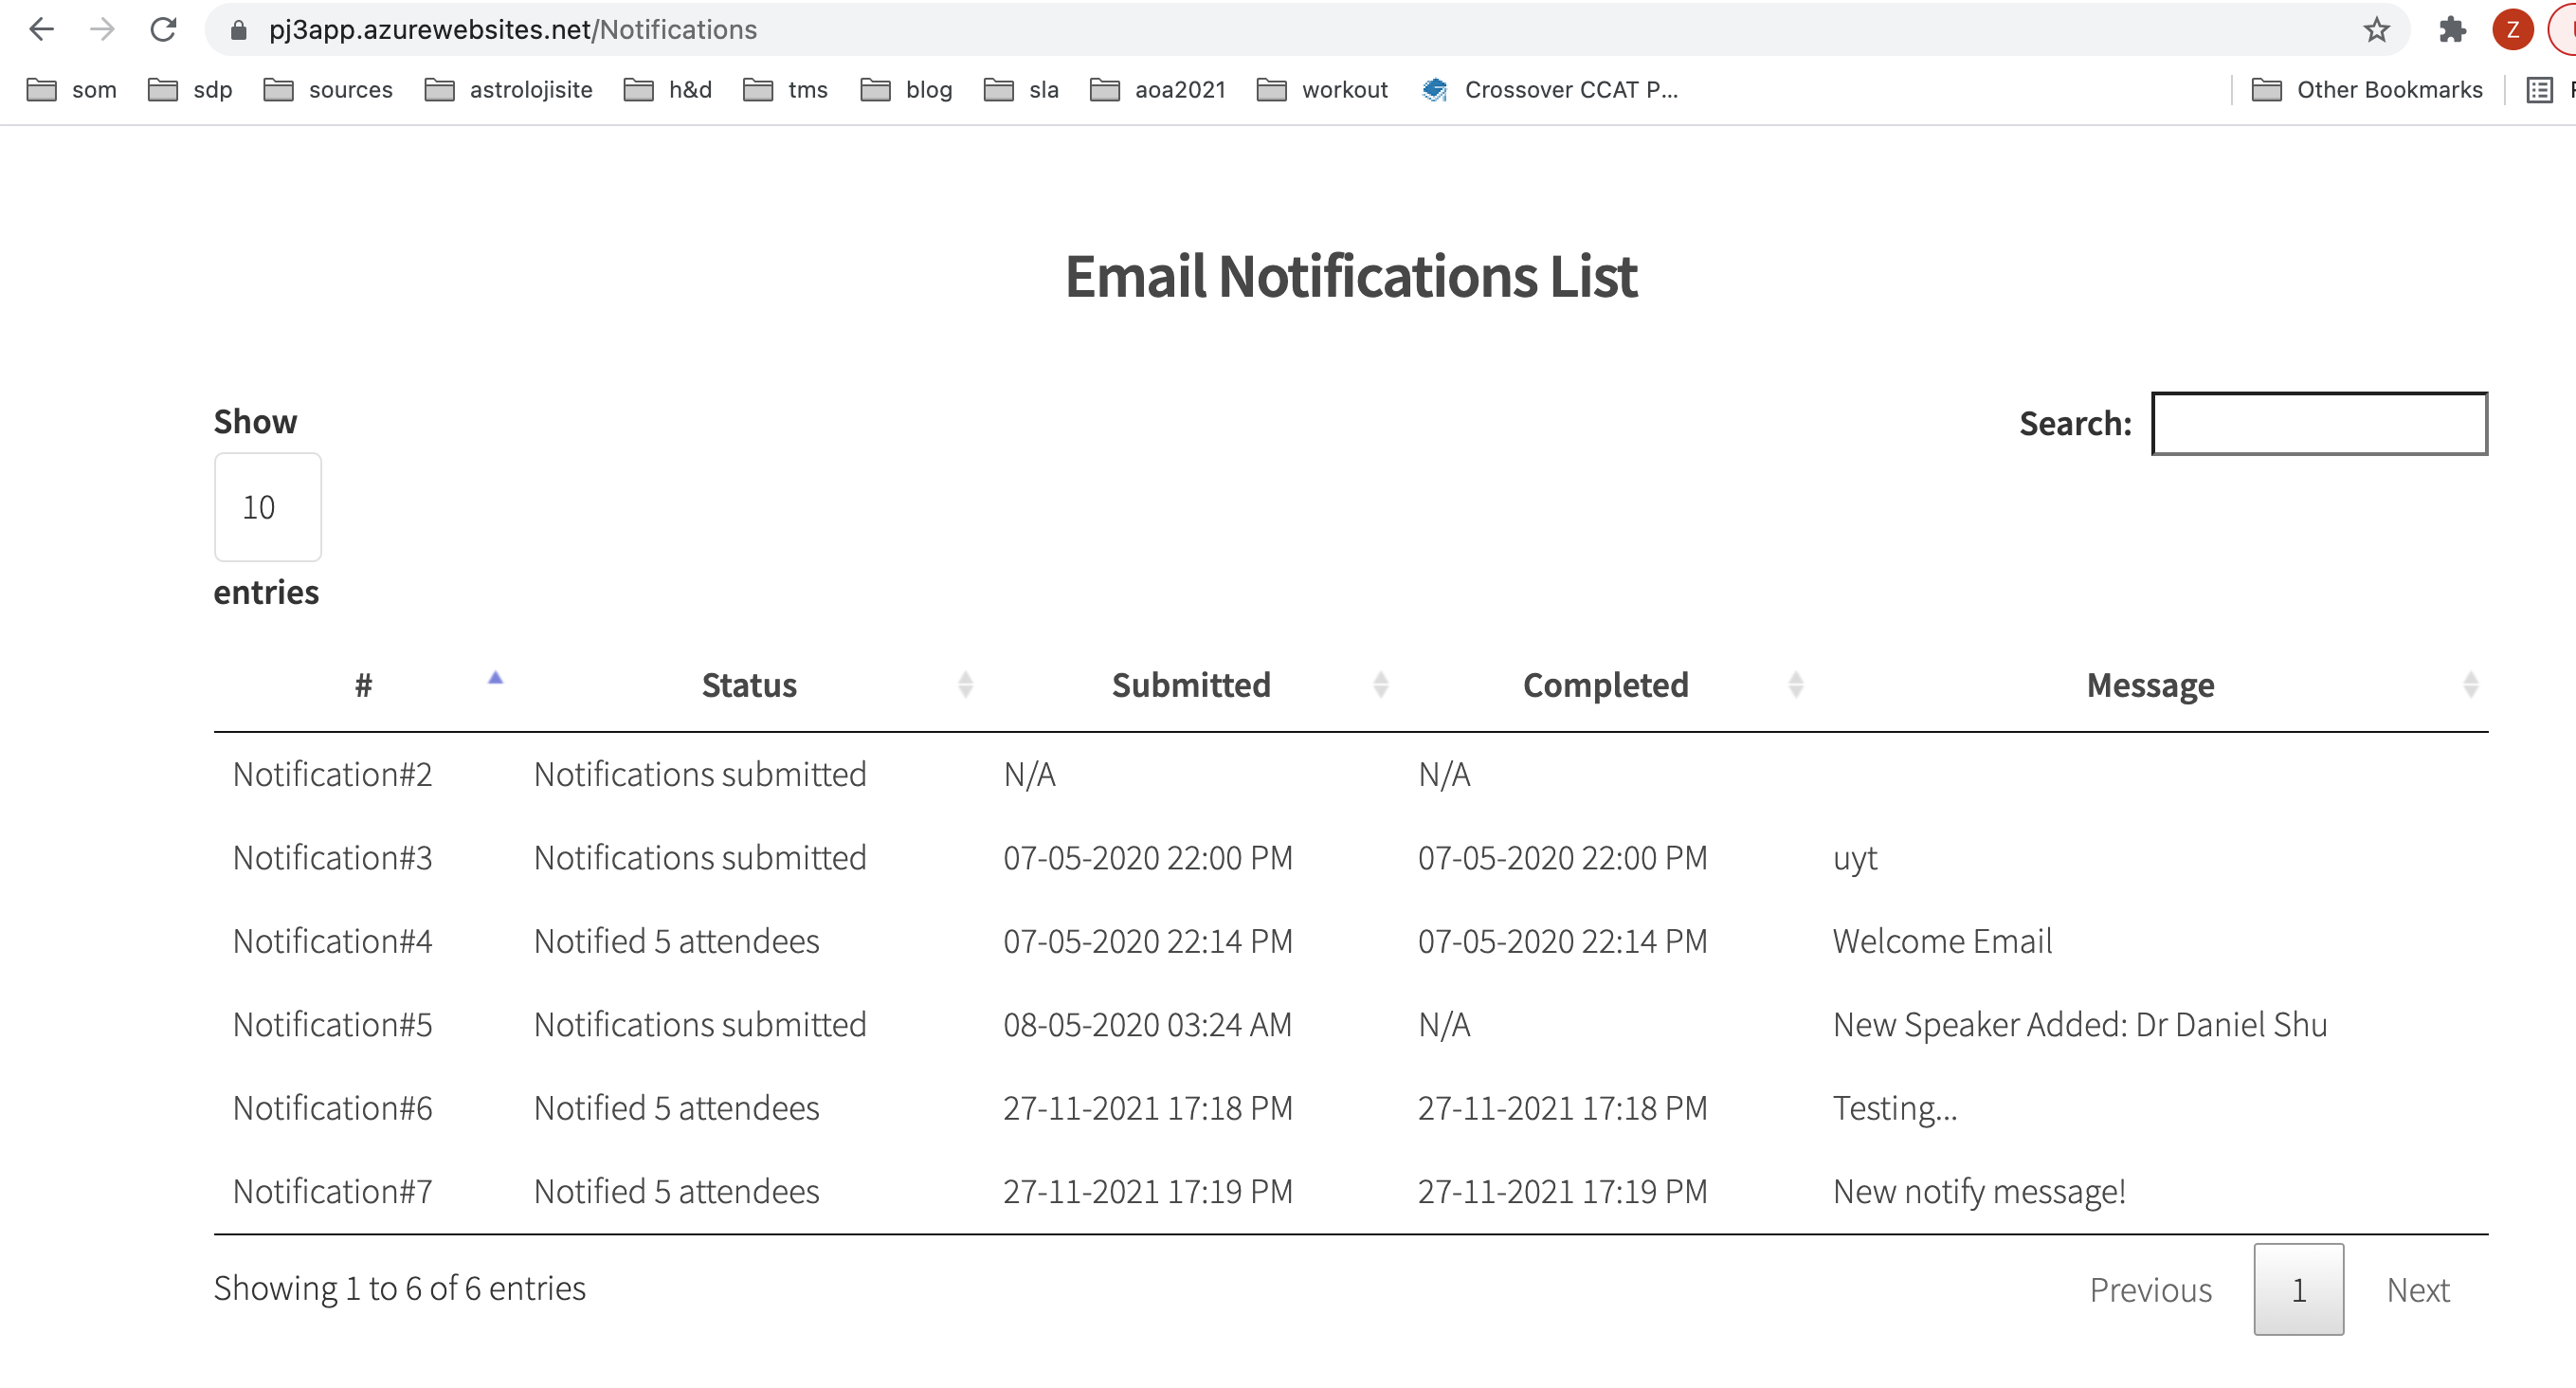 pj3app.azurewebsites.net/Notifications
Z
som sdp sources astrolojisite h&d tms blog sla aoa2021 workout Crossover CCAT P... Other Bookmarks
Email Notifications List
Show
Search:
10
entries
# Status Submitted Completed Message
Notification#2 Notifications submitted N/A N/A
Notification#3 Notifications submitted 07-05-2020 22:00 PM 07-05-2020 22:00 PM uyt
Notification#4 Notified 5 attendees 07-05-2020 22:14 PM 07-05-2020 22:14 PM Welcome Email
Notification#5 Notifications submitted 08-05-2020 03:24 AM N/A New Speaker Added: Dr Daniel Shu
Notification#6 Notified 5 attendees 27-11-2021 17:18 PM 27-11-2021 17:18 PM Testing...
Notification#7 Notified 5 attendees 27-11-2021 17:19 PM 27-11-2021 17:19 PM New notify message!
Showing 1 to 6 of 6 entries
Previous 1 Next